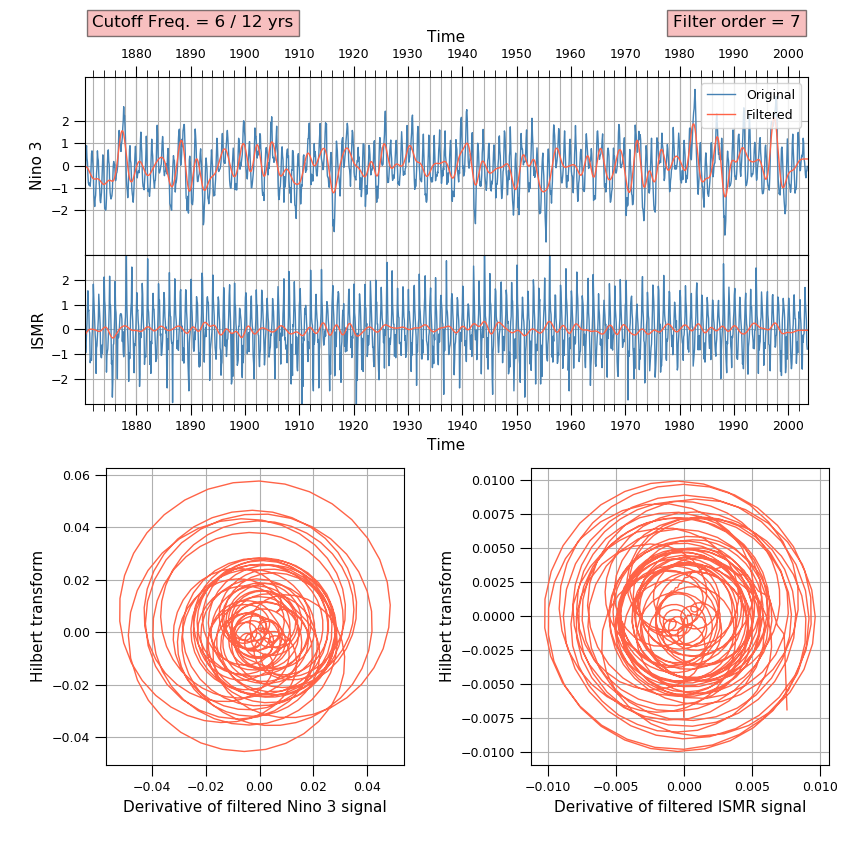 Cutoff Freq. = 6 / 12 yrs
Filter order = 7
Time
1880 1890 1900 1910 1920 1930 1940 1950 1960 1970 1980 1990 2000
Original
Filtered
Nino 3
2
1
0
−1
−2
ISMR
2
1
0
−1
−2
1880 1890 1900 1910 1920 1930 1940 1950 1960 1970 1980 1990 2000
Time
Hilbert transform
0.06
0.04
0.02
0.00
−0.02
−0.04
−0.04 −0.02 0.00 0.02 0.04
Derivative of filtered Nino 3 signal
Hilbert transform
0.0100
0.0075
0.0050
0.0025
0.0000
−0.0025
−0.0050
−0.0075
−0.0100
−0.010 −0.005 0.000 0.005 0.010
Derivative of filtered ISMR signal